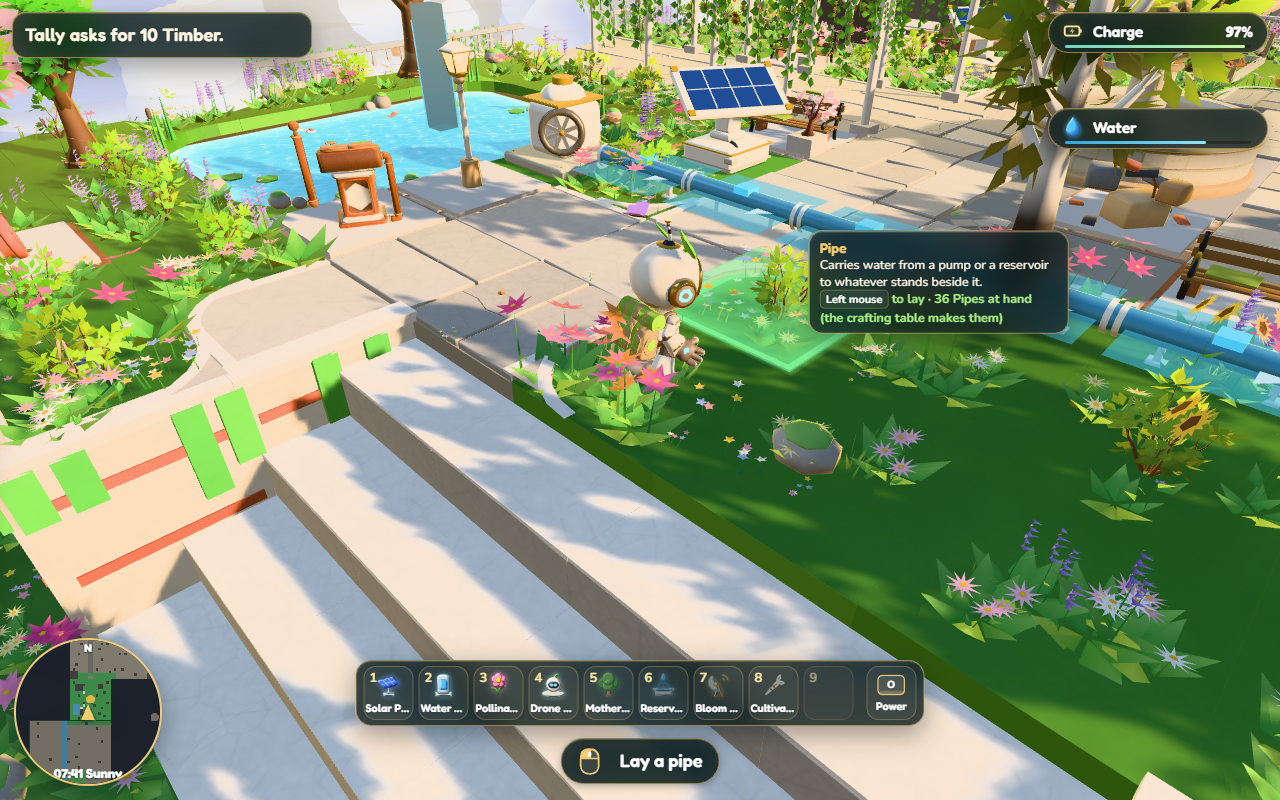 Tally asks for 10 Timber.
Charge 97%
Water
Pipe
Carries water from a pump or a reservoir
to whatever stands beside it.
Left mouse to lay · 36 Pipes at hand
(the crafting table makes them)
N
07:41 Sunny
1 2 3 4 5 6 7 8 9 O
Solar P... Water ... Pollina... Drone ... Mother... Reserv... Bloom ... Cultiva... Power
Lay a pipe